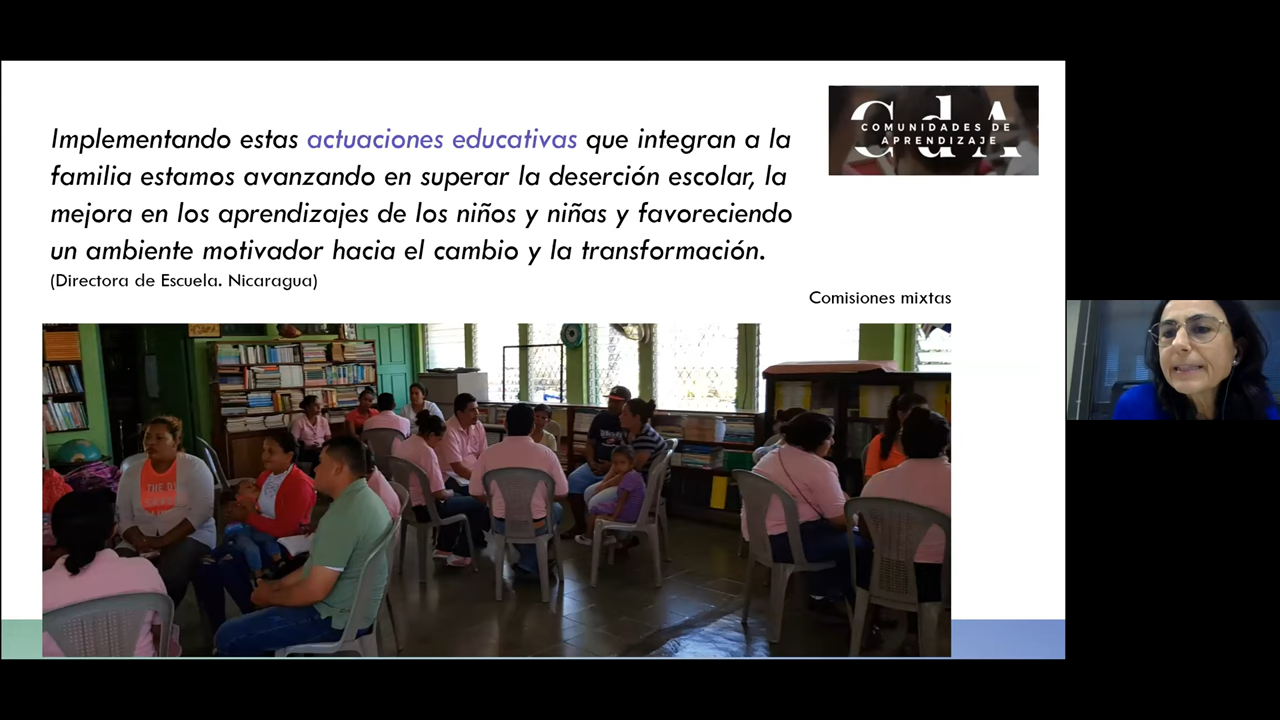 Implementando estas actuaciones educativas que integran a la
familia estamos avanzando en superar la deserción escolar, la
mejora en los aprendizajes de los niños y niñas y favoreciendo
un ambiente motivador hacia el cambio y la transformación.
(Directora de Escuela. Nicaragua)
CdA
COMUNIDADES DE
APRENDIZAJE
Comisiones mixtas